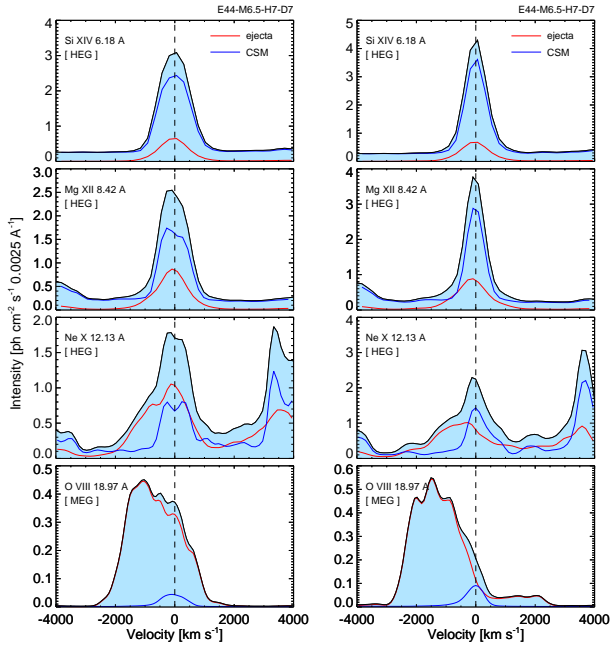 E44-M6.5-H7-D7
E44-M6.5-H7-D7
Si XIV 6.18 A
[ HEG ]
ejecta
CSM
4
3
2
1
0
Si XIV 6.18 A
[ HEG ]
ejecta
CSM
5
4
3
2
1
0
Mg XII 8.42 A
[ HEG ]
3.0
2.5
2.0
1.5
1.0
0.5
0.0
Mg XII 8.42 A
[ HEG ]
4
3
2
1
0
Intensity [ph cm-2 s-1 0.0025 A-1]
Ne X 12.13 A
[ HEG ]
2.0
1.5
1.0
0.5
0.0
Ne X 12.13 A
[ HEG ]
4
3
2
1
0
O VIII 18.97 A
[ MEG ]
0.5
0.4
0.3
0.2
0.1
0.0
O VIII 18.97 A
[ MEG ]
0.6
0.5
0.4
0.3
0.2
0.1
0.0
-4000 -2000 0 2000 4000
-4000 -2000 0 2000 4000
Velocity [km s-1]
Velocity [km s-1]